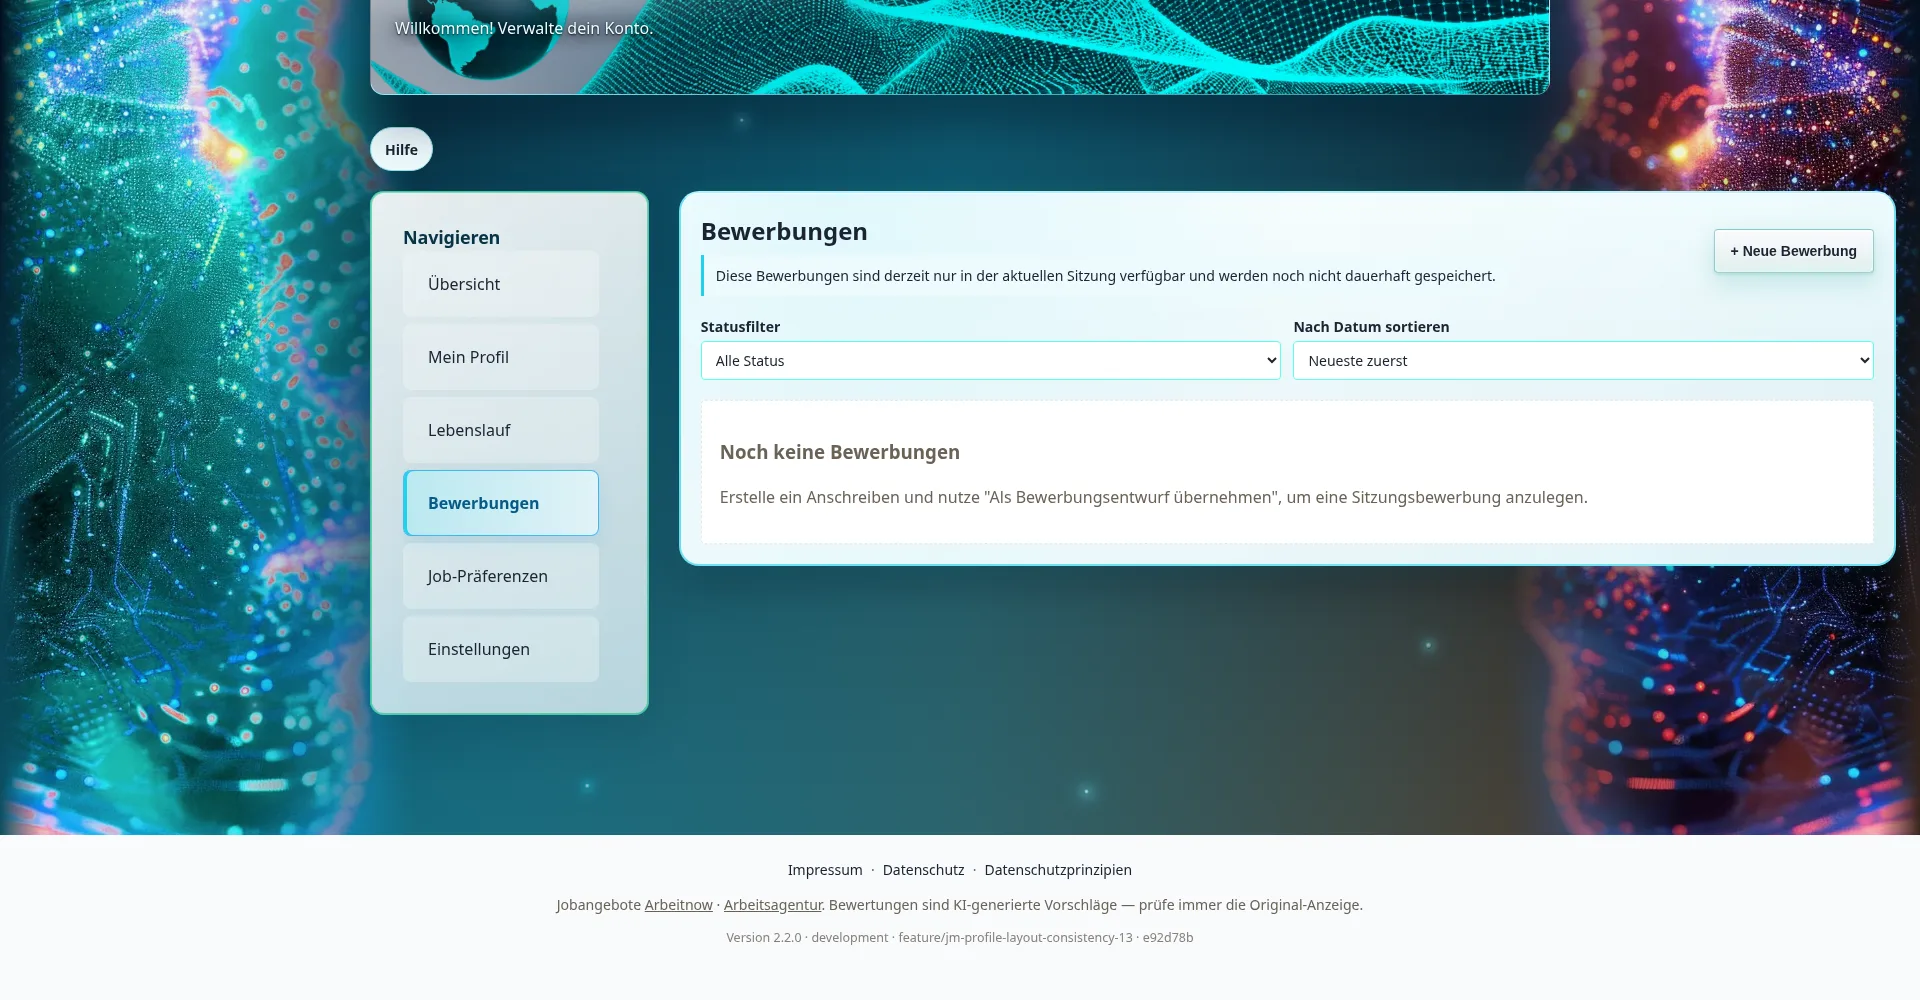 Willkommen! Verwalte dein Konto.
Hilfe
Navigieren
Übersicht
Mein Profil
Lebenslauf
Bewerbungen
Job-Präferenzen
Einstellungen
Bewerbungen
+ Neue Bewerbung
Diese Bewerbungen sind derzeit nur in der aktuellen Sitzung verfügbar und werden noch nicht dauerhaft gespeichert.
Statusfilter
Alle Status
Nach Datum sortieren
Neueste zuerst
Noch keine Bewerbungen
Erstelle ein Anschreiben und nutze "Als Bewerbungsentwurf übernehmen", um eine Sitzungsbewerbung anzulegen.
Impressum · Datenschutz · Datenschutzprinzipien
Jobangebote Arbeitnow · Arbeitsagentur. Bewertungen sind KI-generierte Vorschläge — prüfe immer die Original-Anzeige.
Version 2.2.0 · development · feature/jm-profile-layout-consistency-13 · e92d78b